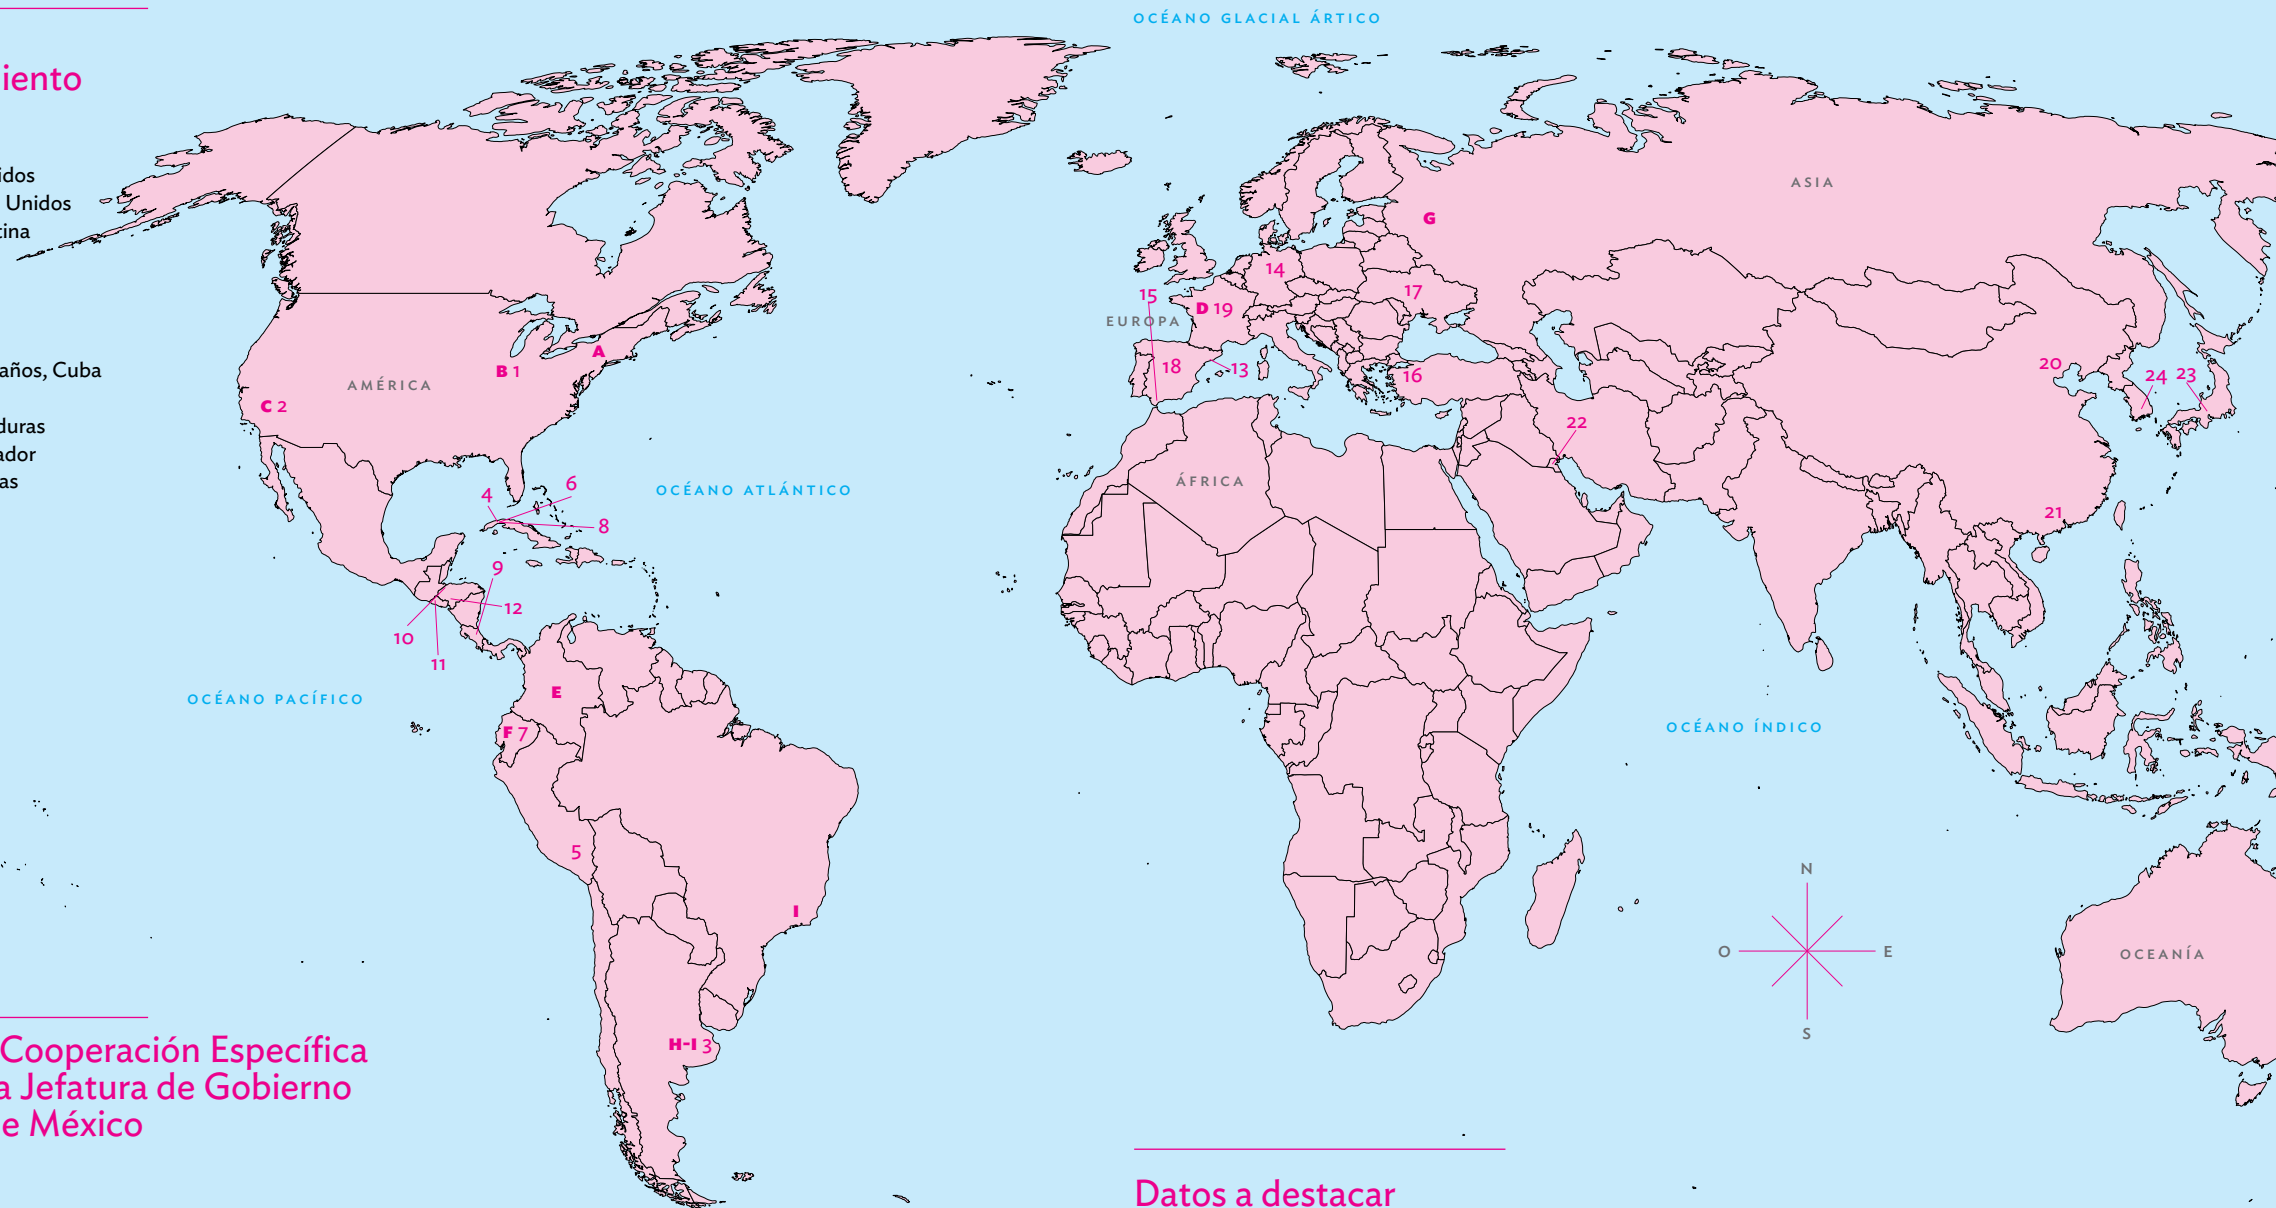 OCÉANO GLACIAL ÁRTICO
iento
idos
Unidos
tina
años, Cuba
duras
ador
as
ASIA
G
14
17
15
D 19
EUROPA
A
B 1
AMÉRICA
C 2
18
13
16
20
24
23
22
4
6
8
OCÉANO ATLÁNTICO
ÁFRICA
21
9
12
10
11
E
OCÉANO PACÍFICO
F 7
OCÉANO ÍNDICO
5
I
N
O
E
S
OCEANÍA
H-I 3
Cooperación Específica
a Jefatura de Gobierno
e México
Datos a destacar